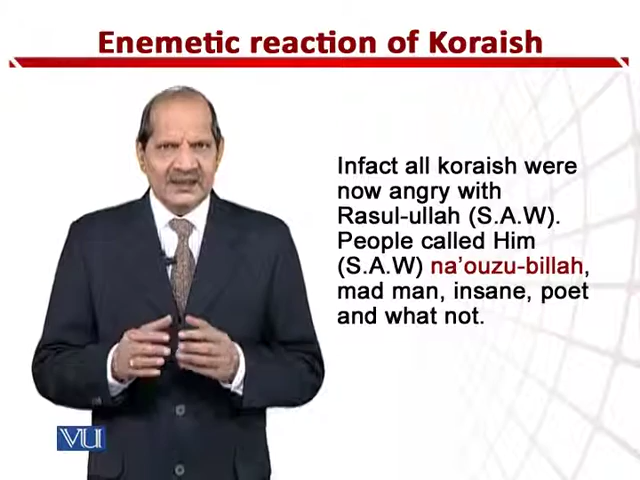 Enemetic reaction of Koraish
Infact all koraish were
now angry with
Rasul-ullah (S.A.W).
People called Him
(S.A.W) na'ouzu-billah,
mad man, insane, poet
and what not.
VU